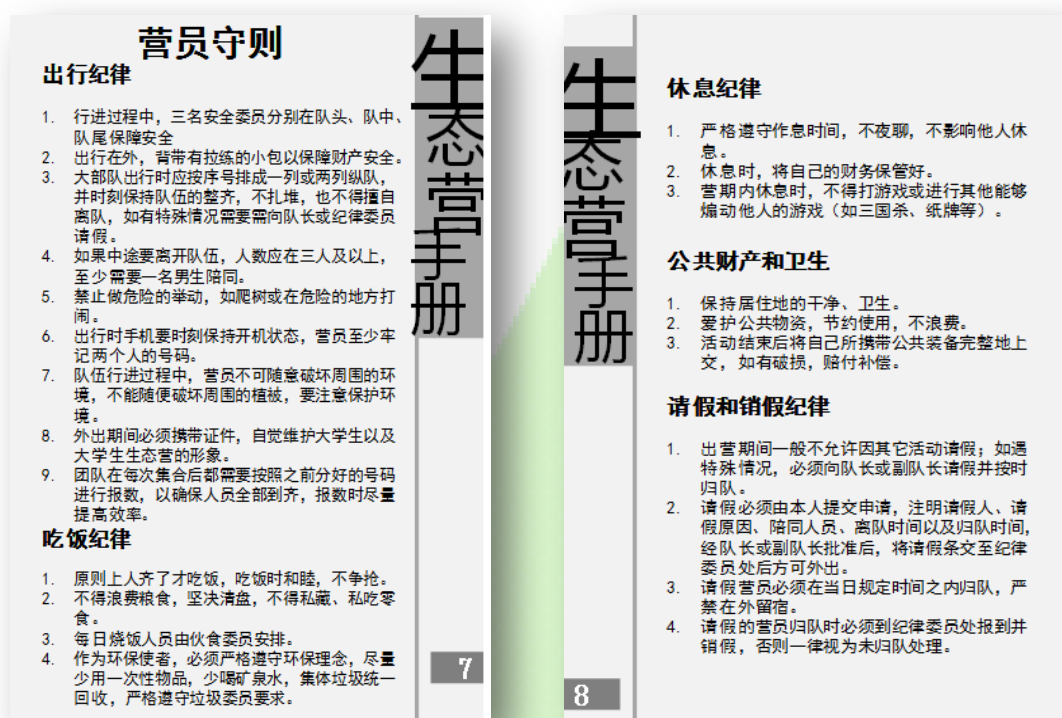 营员守则
出行纪律
1. 行进过程中，三名安全委员分别在队头、队中、
队尾保障安全
2. 出行在外，背带有拉练的小包以保障财产安全。
3. 大部队出行时应按序号排成一列或两列纵队，
并时刻保持队伍的整齐，不扎堆，也不得擅自
离队，如有特殊情况需要需向队长或纪律委员
请假。
4. 如果中途要离开队伍，人数应在三人及以上，
至少需要一名男生陪同。
5. 禁止做危险的举动，如爬树或在危险的地方打
闹。
6. 出行时手机要时刻保持开机状态，营员至少牢
记两个人的号码。
7. 队伍行进过程中，营员不可随意破坏周围的环
境，不能随便破坏周围的植被，要注意保护环
境。
8. 外出期间必须携带证件，自觉维护大学生以及
大学生生态营的形象。
9. 团队在每次集合后都需要按照之前分好的号码
进行报数，以确保人员全部到齐，报数时尽量
提高效率。
吃饭纪律
1. 原则上人齐了才吃饭，吃饭时和睦，不争抢。
2. 不得浪费粮食，坚决清盘，不得私藏、私吃零
食。
3. 每日烧饭人员由伙食委员安排。
4. 作为环保使者，必须严格遵守环保理念，尽量
少用一次性物品，少喝矿泉水，集体垃圾统一
回收，严格遵守垃圾委员要求。
生态营手册
7
生态营手册
休息纪律
1. 严格遵守作息时间，不夜聊，不影响他人休
息。
2. 休息时，将自己的财务保管好。
3. 营期内休息时，不得打游戏或进行其他能够
煽动他人的游戏（如三国杀、纸牌等）。
公共财产和卫生
1. 保持居住地的干净、卫生。
2. 爱护公共物资，节约使用，不浪费。
3. 活动结束后将自己所携带公共装备完整地上
交，如有破损，赔付补偿。
请假和销假纪律
1. 出营期间一般不允许因其它活动请假；如遇
特殊情况，必须向队长或副队长请假并按时
归队。
2. 请假必须由本人提交申请，注明请假人、请
假原因、陪同人员、离队时间以及归队时间，
经队长或副队长批准后，将请假条交至纪律
委员处后方可外出。
3. 请假营员必须在当日规定时间之内归队，严
禁在外留宿。
4. 请假的营员归队时必须到纪律委员处报到并
销假，否则一律视为未归队处理。
8